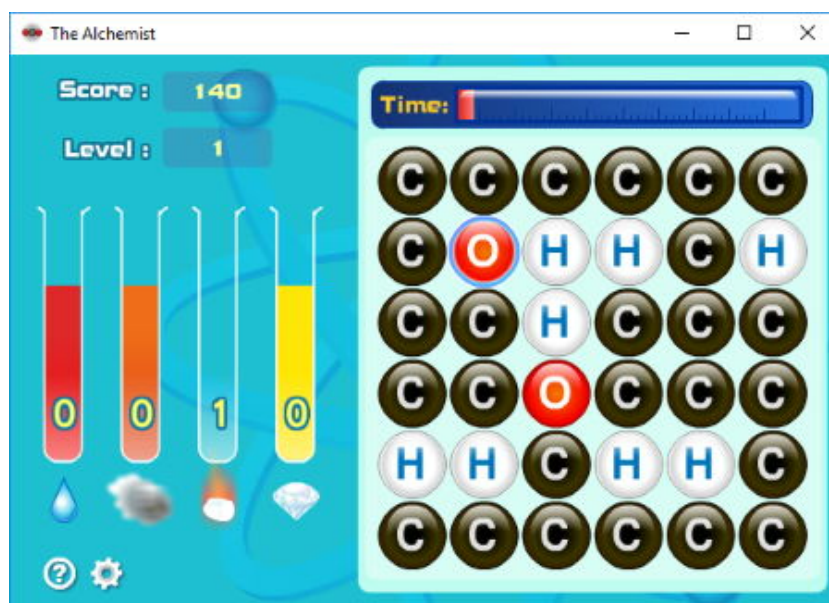 The Alchemist
Score : 140
Level : 1
Time:
C C C C C C
C O H H C H
C C H C C C
C C O C C C
H H C H H C
C C C C C C
0 0 1 0
?